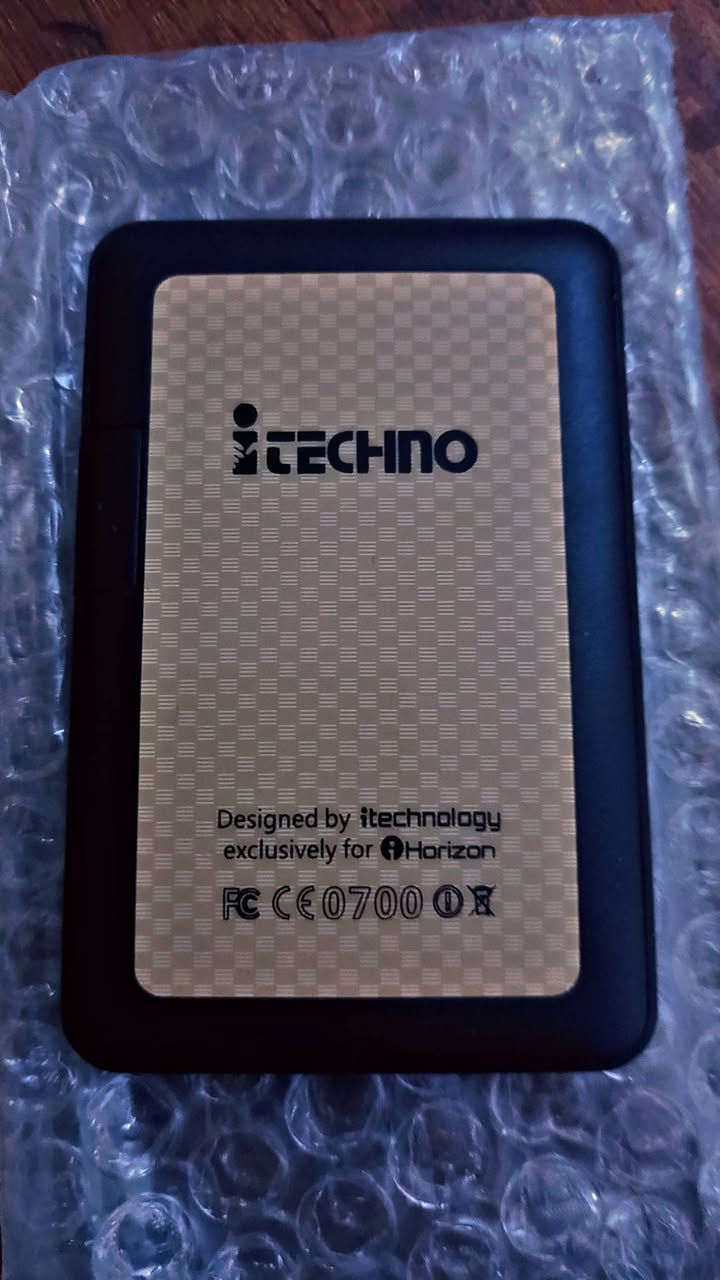 iTECHNO
Designed by itechnology
exclusively for iHorizon
FC CE0700